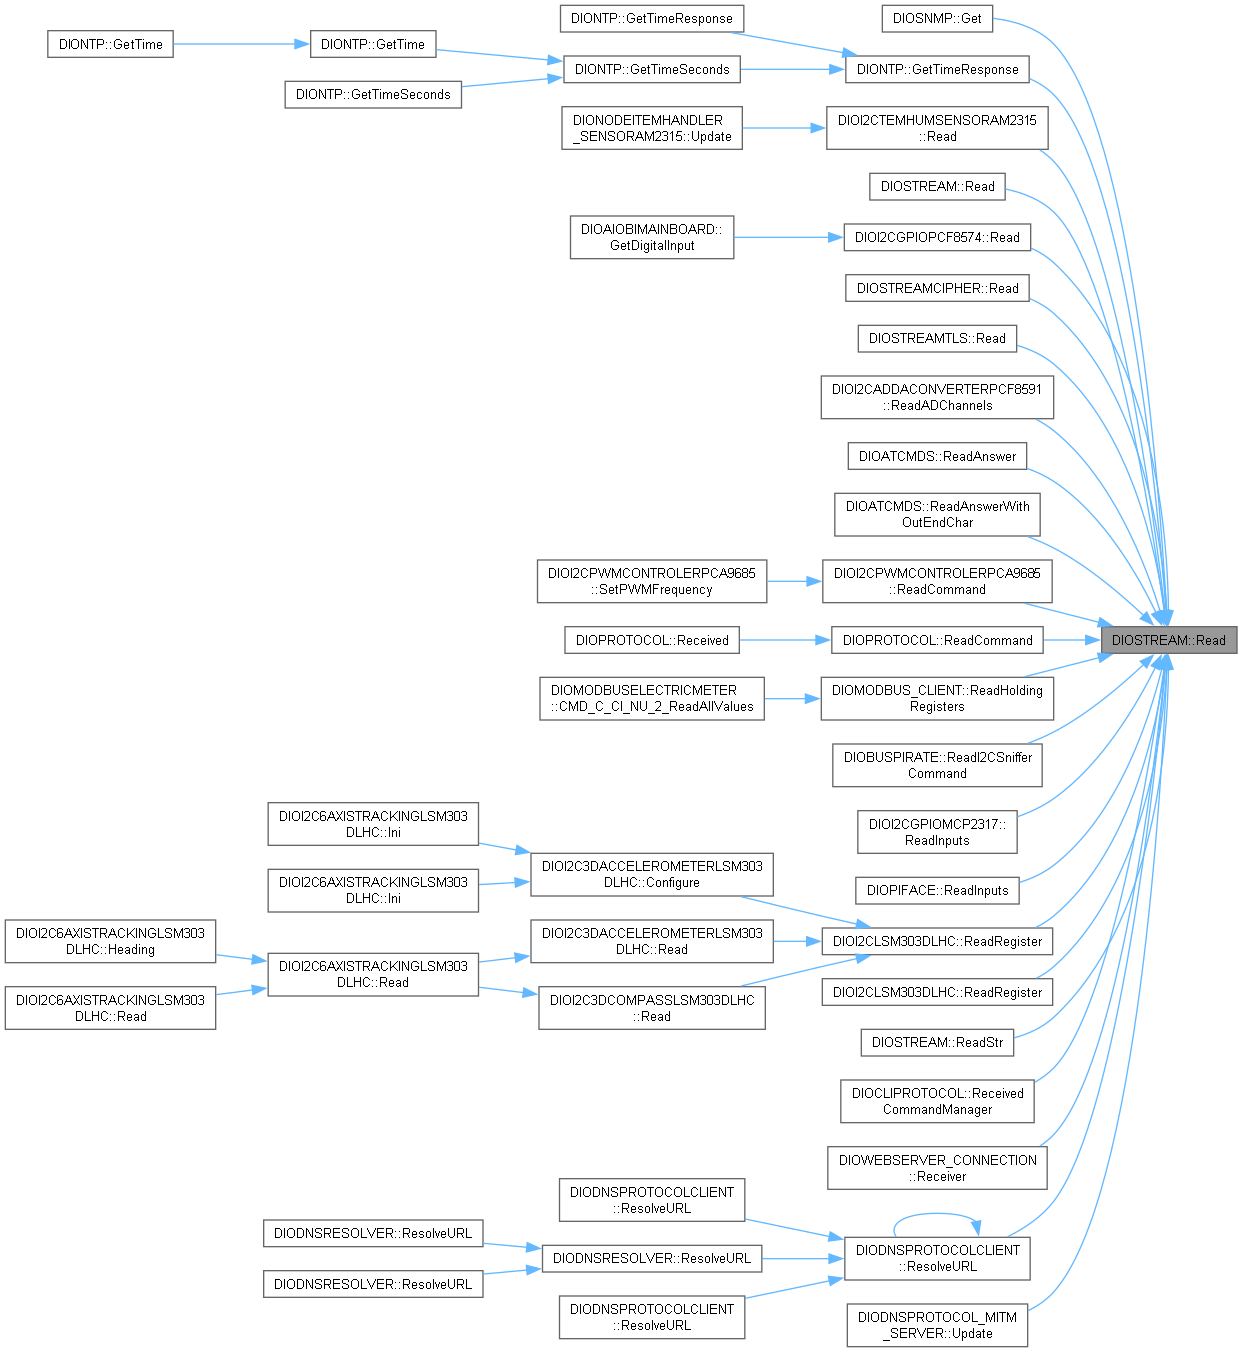 DIONTP::GetTimeResponse
DIOSNMP::Get
DIONTP::GetTime
DIONTP::GetTime
DIONTP::GetTimeSeconds
DIONTP::GetTimeResponse
DIONTP::GetTimeSeconds
DIONODEITEMHANDLER
_SENSORAM2315::Update
DIOI2CTEMHUMSENSORAM2315
::Read
DIOSTREAM::Read
DIOAIOBIMAINBOARD::
GetDigitalInput
DIOI2CGPIOPCF8574::Read
DIOSTREAMCIPHER::Read
DIOSTREAMTLS::Read
DIOI2CADDACONVERTERPCF8591
::ReadADChannels
DIOATCMDS::ReadAnswer
DIOATCMDS::ReadAnswerWith
OutEndChar
DIOI2CPWMCONTROLERPCA9685
::SetPWMFrequency
DIOI2CPWMCONTROLERPCA9685
::ReadCommand
DIOPROTOCOL::Received
DIOPROTOCOL::ReadCommand
DIOSTREAM::Read
DIOMODBUSELECTRICMETER
::CMD_C_CI_NU_2_ReadAllValues
DIOMODBUS_CLIENT::ReadHolding
Registers
DIOBUSPIRATE::ReadI2CSniffer
Command
DIOI2CGPIOMCP2317::
ReadInputs
DIOPIFACE::ReadInputs
DIOI2C6AXISTRACKINGLSM303
DLHC::Ini
DIOI2C3DACCELEROMETERLSM303
DLHC::Configure
DIOI2C6AXISTRACKINGLSM303
DLHC::Ini
DIOI2C6AXISTRACKINGLSM303
DLHC::Heading
DIOI2C3DACCELEROMETERLSM303
DLHC::Read
DIOI2CLSM303DLHC::ReadRegister
DIOI2C6AXISTRACKINGLSM303
DLHC::Read
DIOI2C6AXISTRACKINGLSM303
DLHC::Read
DIOI2C3DCOMPASSLSM303DLHC
::Read
DIOI2CLSM303DLHC::ReadRegister
DIOSTREAM::ReadStr
DIOCLIPROTOCOL::Received
CommandManager
DIOWEBSERVER_CONNECTION
::Receiver
DIODNSPROTOCOLCLIENT
::ResolveURL
DIODNSRESOLVER::ResolveURL
DIODNSRESOLVER::ResolveURL
DIODNSPROTOCOLCLIENT
::ResolveURL
DIODNSRESOLVER::ResolveURL
DIODNSPROTOCOLCLIENT
::ResolveURL
DIODNSPROTOCOL_MITM
_SERVER::Update